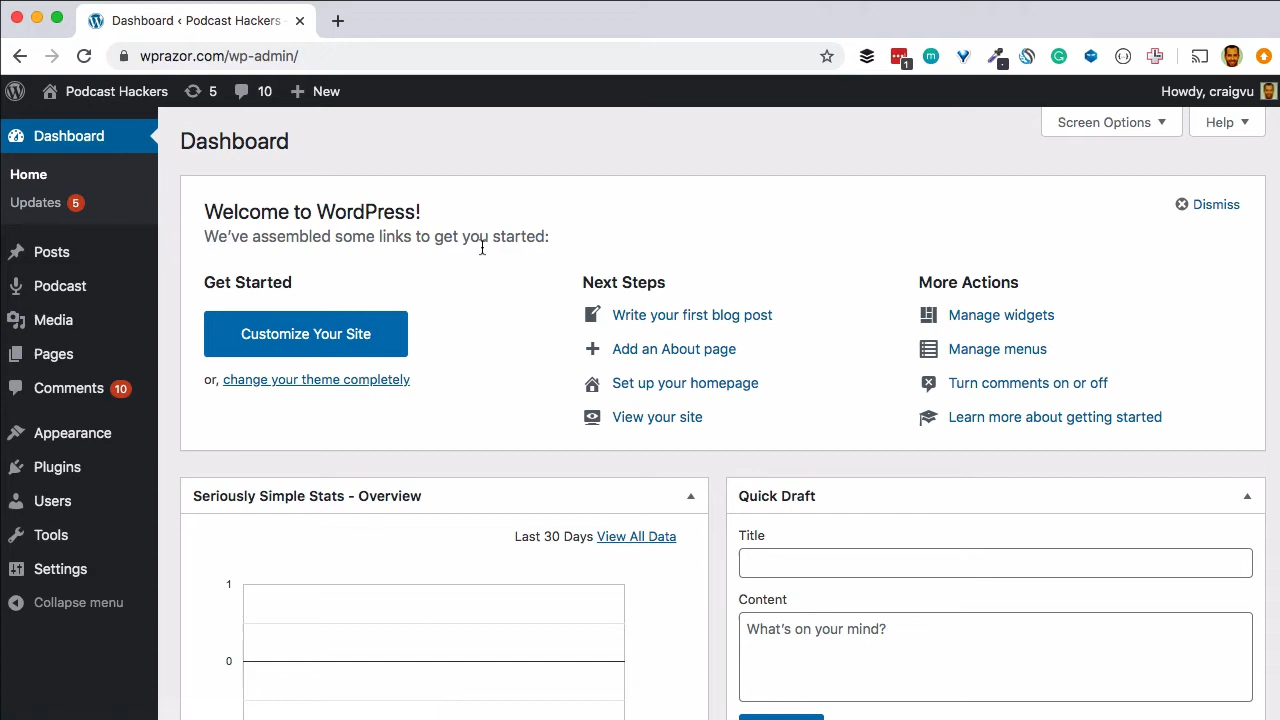 Dashboard ‹ Podcast Hackers
wprazor.com/wp-admin/
1
Podcast Hackers 5 10 New Howdy, craigvu
Dashboard
Home
Updates 5
Posts
Podcast
Media
Pages
Comments 10
Appearance
Plugins
Users
Tools
Settings
Collapse menu
Screen Options Help
Dashboard
Welcome to WordPress!
We've assembled some links to get you started:
Dismiss
Get Started
Customize Your Site
or, change your theme completely
Next Steps
Write your first blog post
Add an About page
Set up your homepage
View your site
More Actions
Manage widgets
Manage menus
Turn comments on or off
Learn more about getting started
Seriously Simple Stats - Overview
Last 30 Days View All Data
1
0
Quick Draft
Title
Content
What's on your mind?